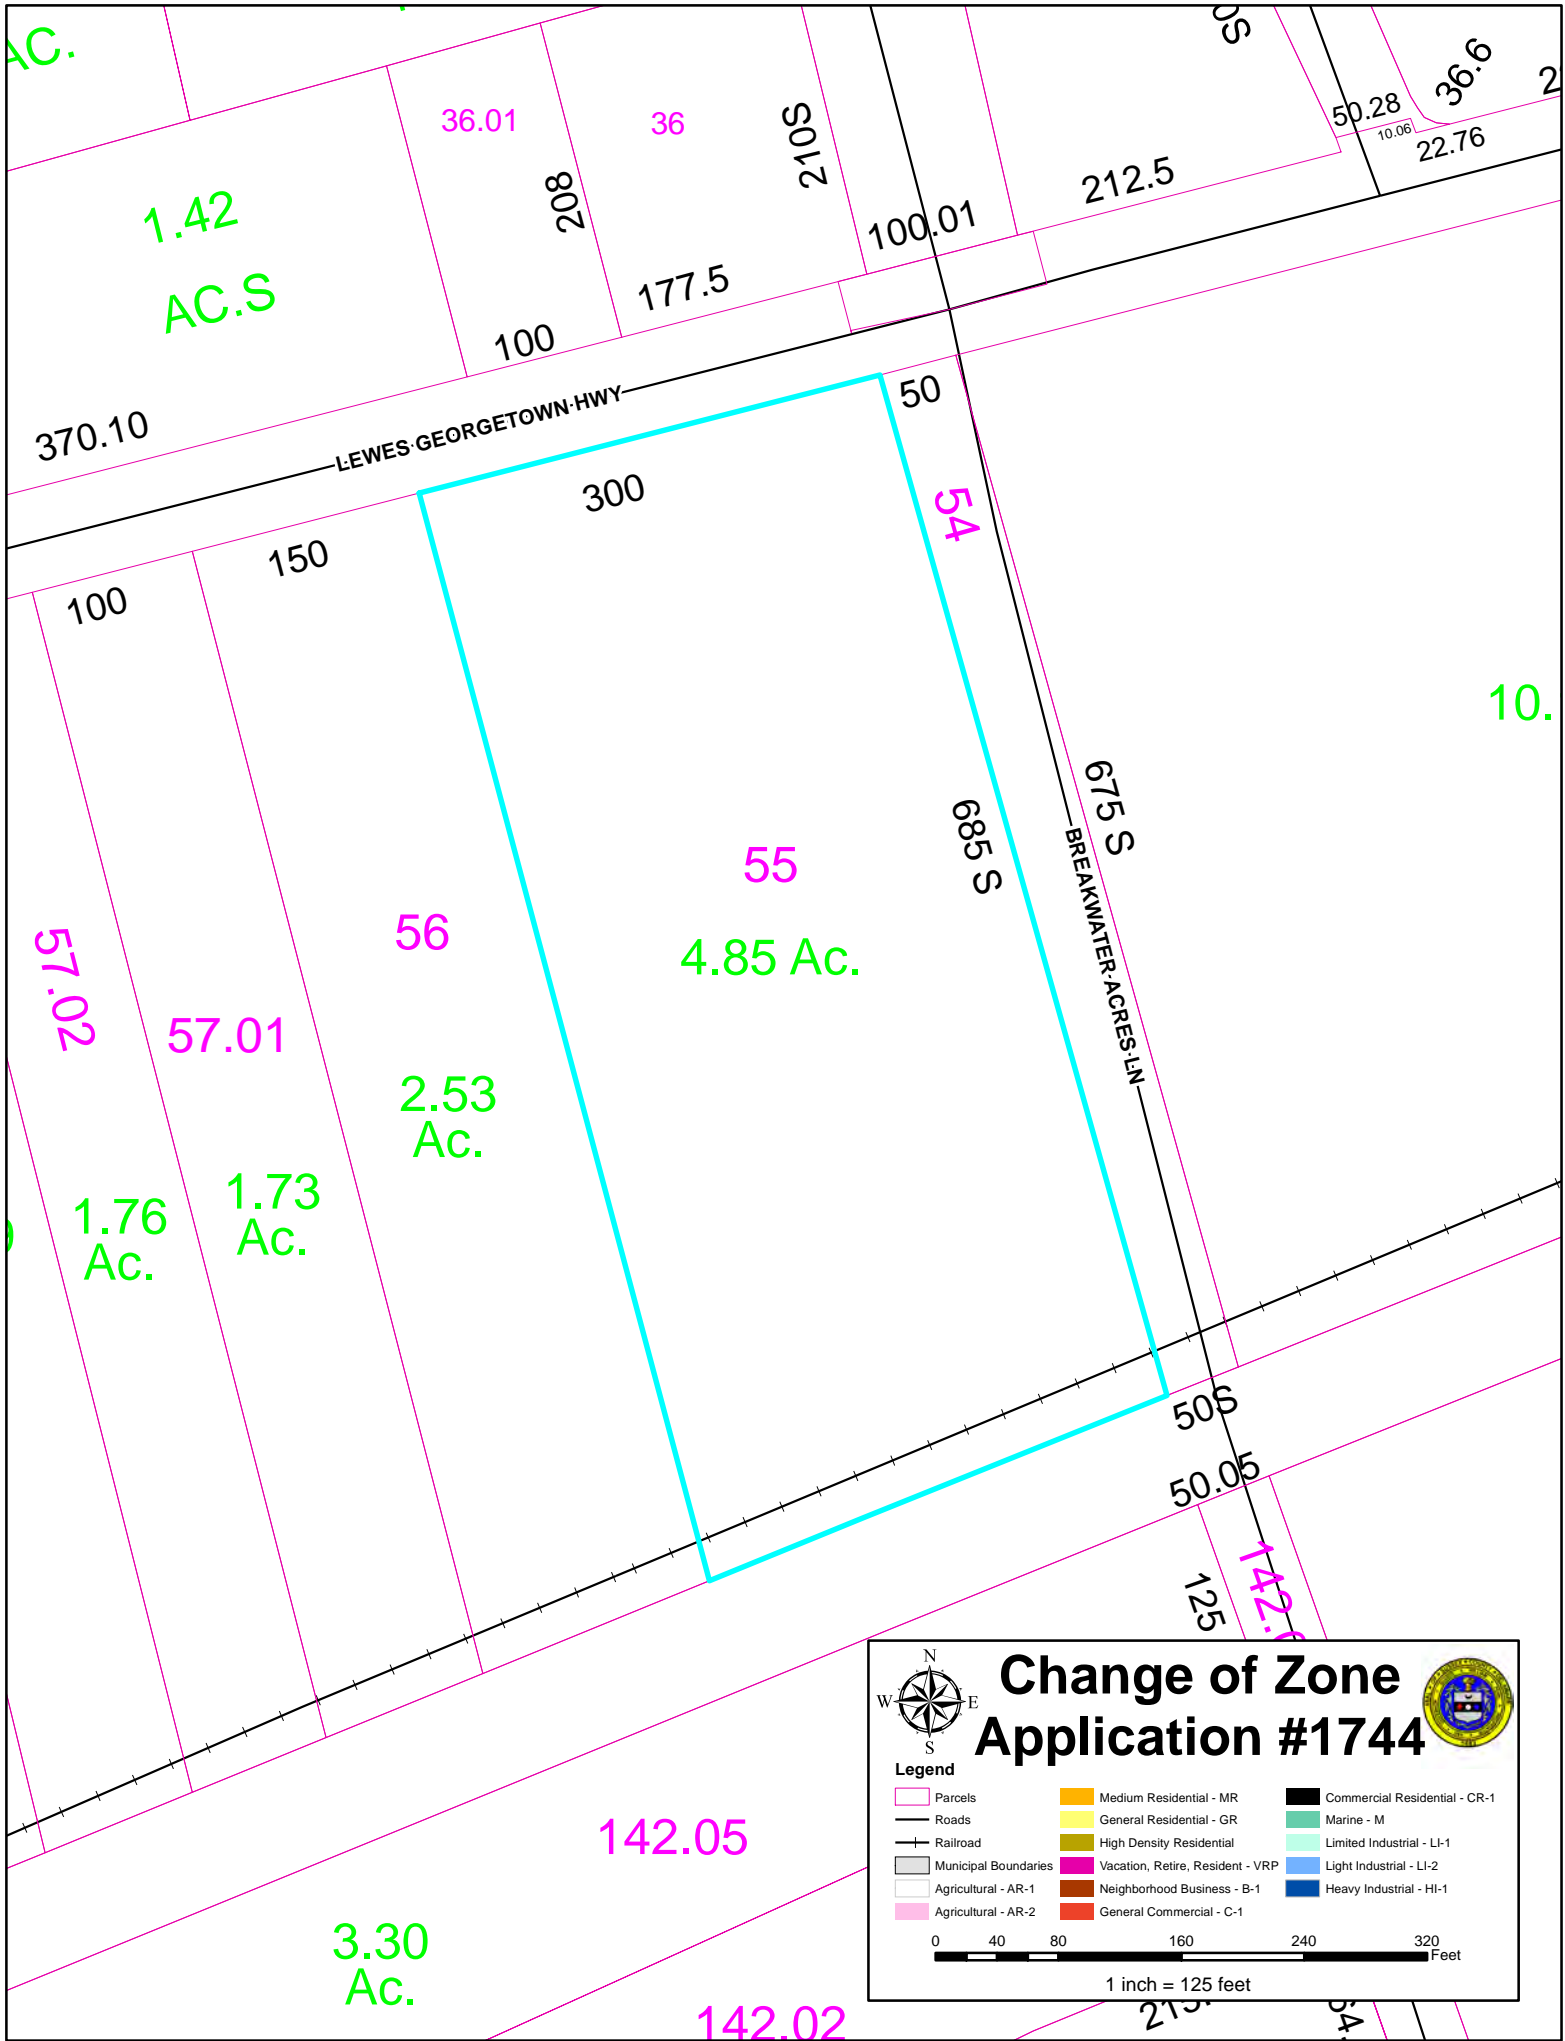 AC.
36.01
36
208
210S
0S
50.28
10.06
36.6
22.76
1.42
AC.S
100
177.5
100.01
212.5
370.10
LEWES GEORGETOWN HWY
50
54
300
150
100
10.
675 S
685 S
BREAKWATER ACRES LN
55
4.85 Ac.
56
2.53
Ac.
57.02
57.01
1.76
Ac.
1.73
Ac.
50S
50.05
125
142.05
3.30
Ac.
142.02
N
W E
S
Change of Zone
Application #1744
Legend
Parcels
Roads
Railroad
Municipal Boundaries
Agricultural - AR-1
Agricultural - AR-2
Medium Residential - MR
General Residential - GR
High Density Residential
Vacation, Retire, Resident - VRP
Neighborhood Business - B-1
General Commercial - C-1
Commercial Residential - CR-1
Marine - M
Limited Industrial - LI-1
Light Industrial - LI-2
Heavy Industrial - HI-1
0 40 80 160 240 320
Feet
1 inch = 125 feet